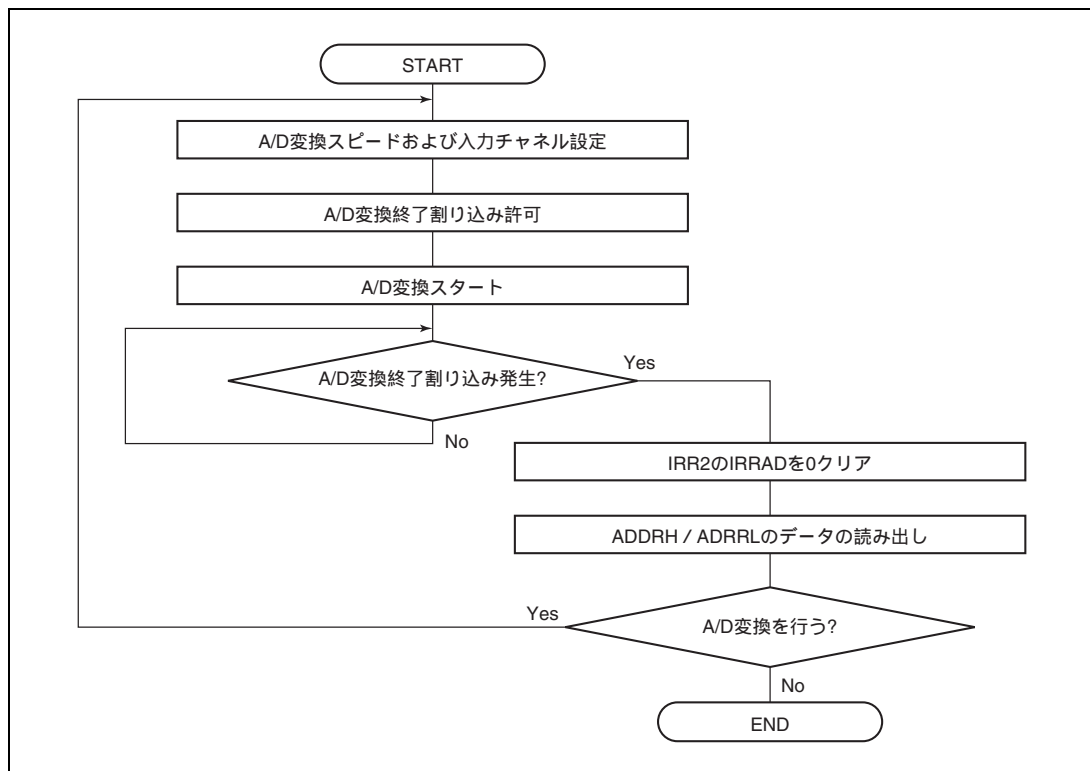 START
A/D変換スピードおよび入力チャネル設定
A/D変換終了割り込み許可
A/D変換スタート
A/D変換終了割り込み発生?
Yes
No
IRR2のIRRADを0クリア
ADDRH / ADRRLのデータの読み出し
A/D変換を行う?
Yes
No
END